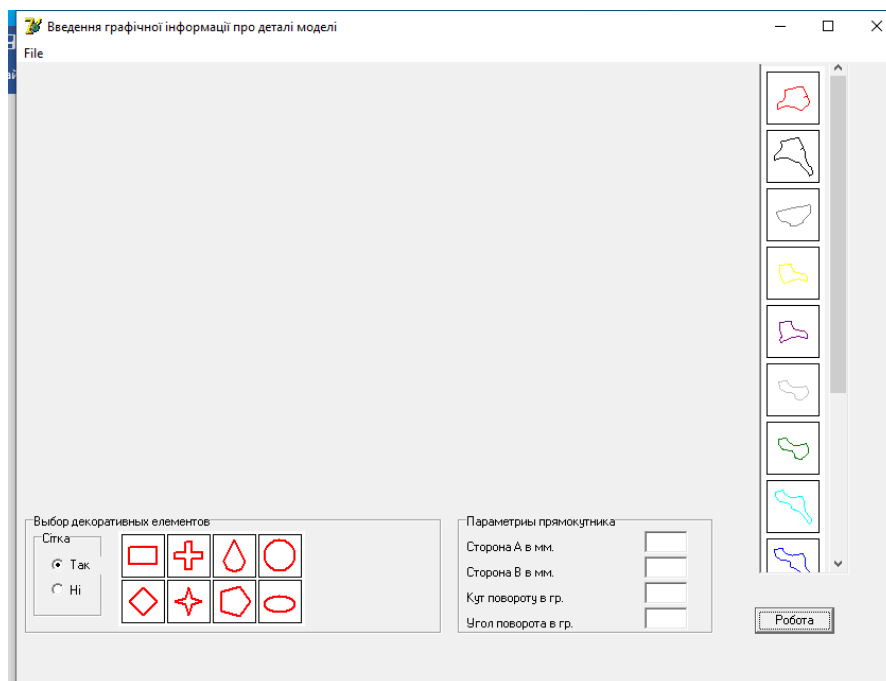 Введення графічної інформації про деталі моделі
File
Выбор декоративных елементов
Сітка
Так
Ні
Параметриы прямокутника
Сторона А в мм.
Сторона В в мм.
Кут повороту в гр.
Угол поворота в гр.
Робота